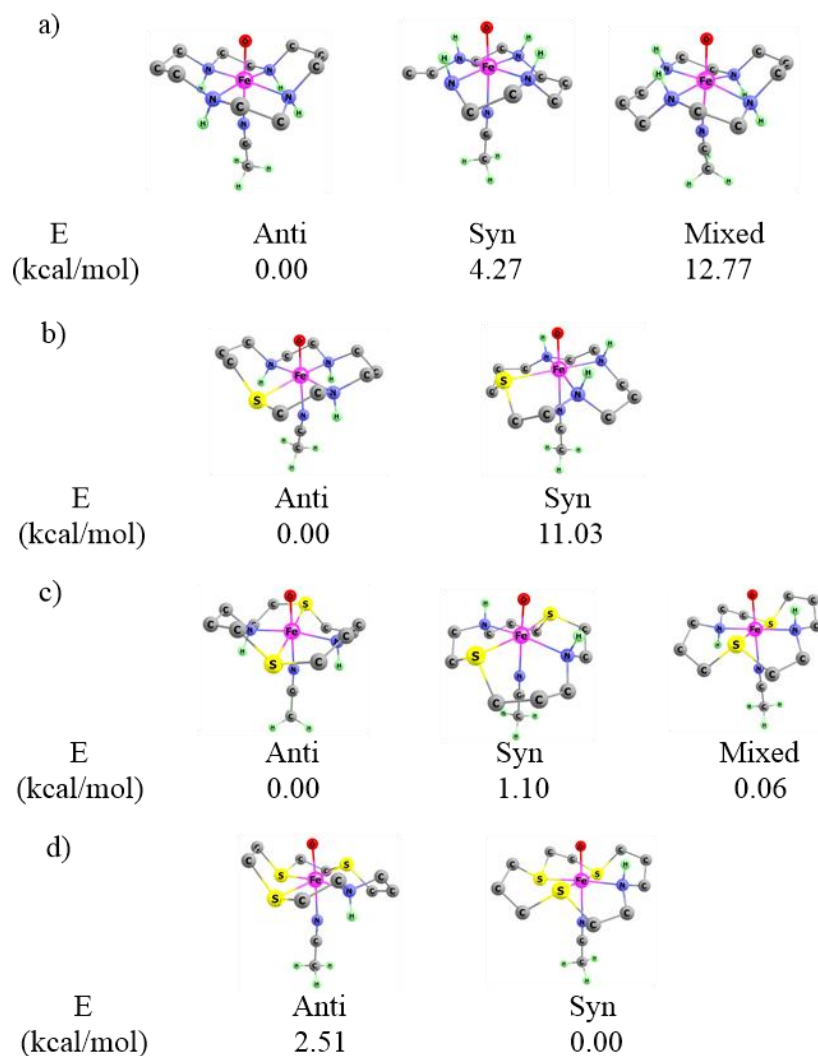 a)
E Anti Syn Mixed
(kcal/mol) 0.00 4.27 12.77
b)
E Anti Syn
(kcal/mol) 0.00 11.03
c)
E Anti Syn Mixed
(kcal/mol) 0.00 1.10 0.06
d)
E Anti Syn
(kcal/mol) 2.51 0.00